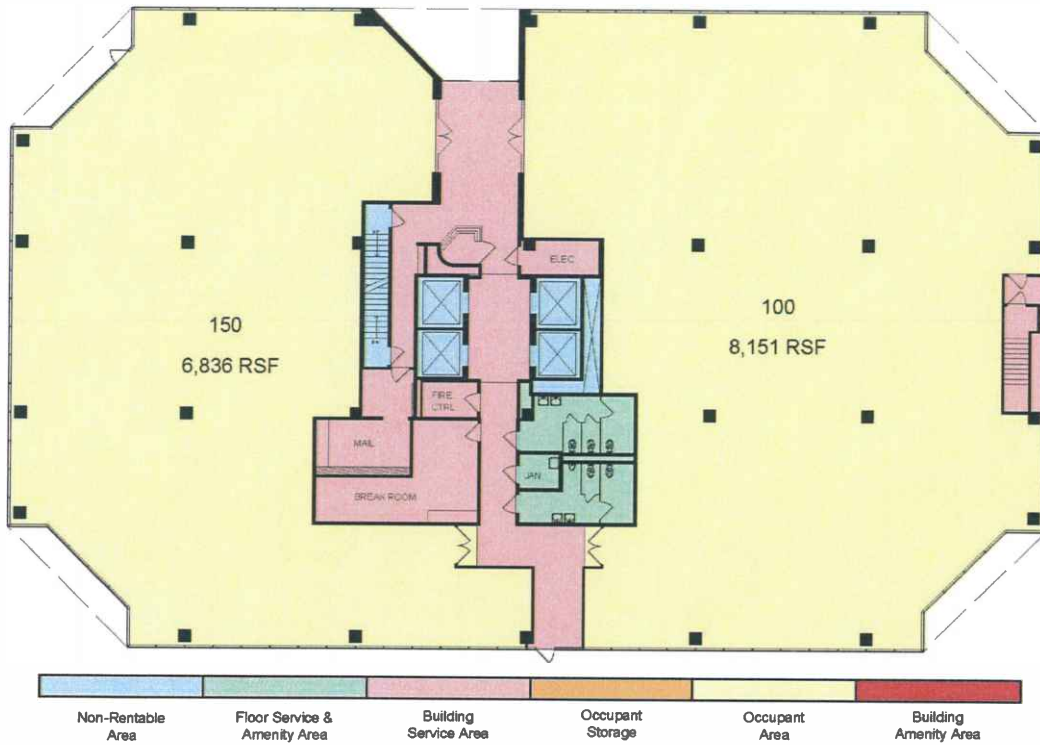 ELEC
150
6,836 RSF
100
8,151 RSF
FIRE
CTRL
MAIL
JAN
BREAK ROOM
Non-Rentable
Area
Floor Service &
Amenity Area
Building
Service Area
Occupant
Storage
Occupant
Area
Building
Amenity Area